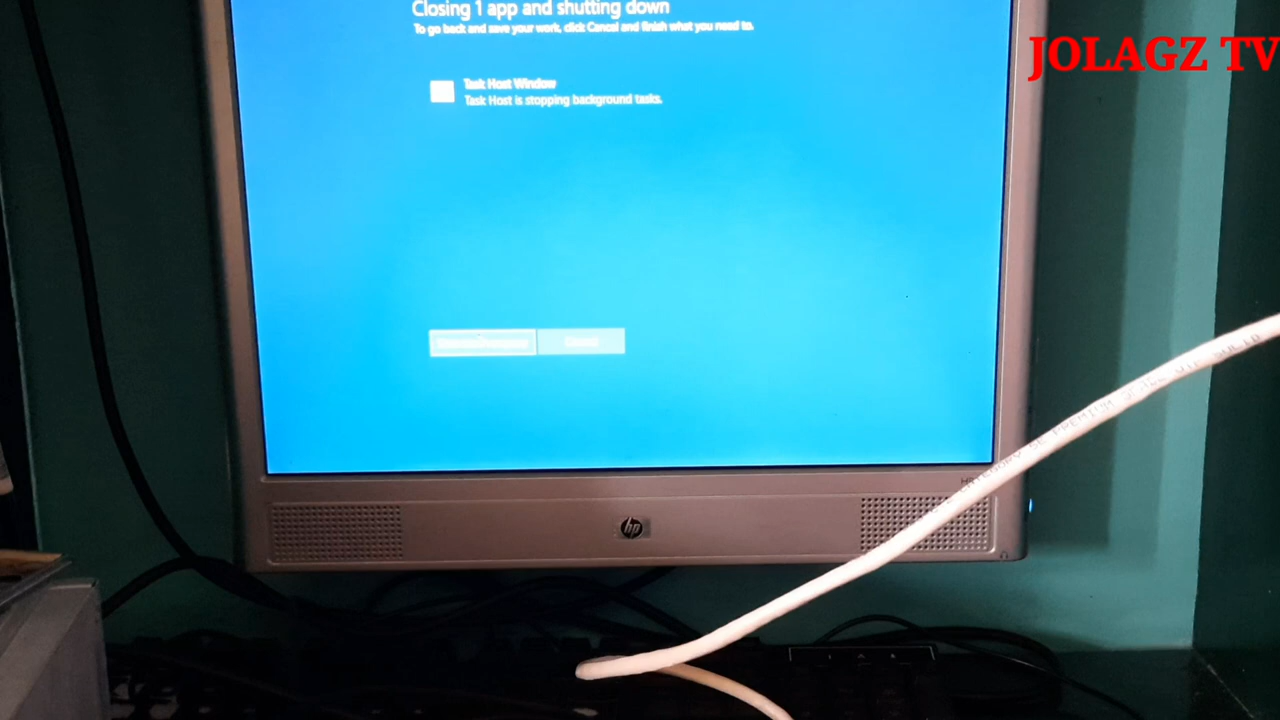 Closing 1 app and shutting down
To go back and save your work, click Cancel and finish what you need to.
JOLAGZ TV
Task Host Window
Task Host is stopping background tasks.
Cancel
hp